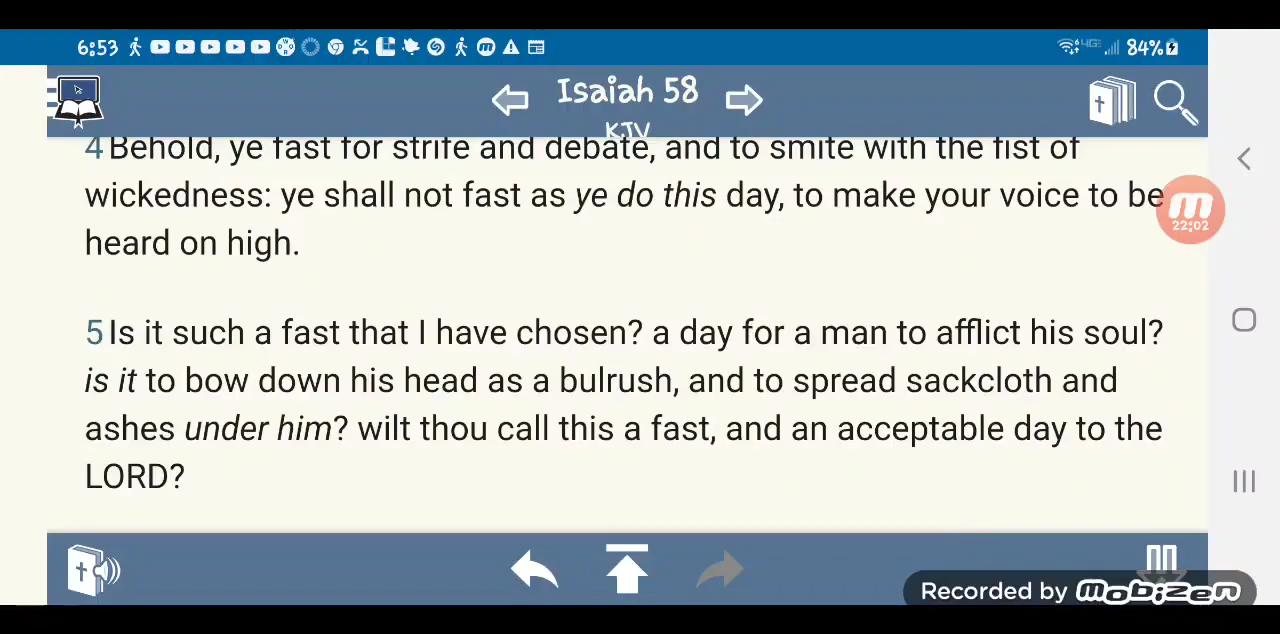 6:53 84%
Isaiah 58
KJV
4 Behold, ye fast for strife and debate, and to smite with the fist of
wickedness: ye shall not fast as ye do this day, to make your voice to be
heard on high.
22:02
5 Is it such a fast that I have chosen? a day for a man to afflict his soul?
is it to bow down his head as a bulrush, and to spread sackcloth and
ashes under him? wilt thou call this a fast, and an acceptable day to the
LORD?
Recorded by mobizen